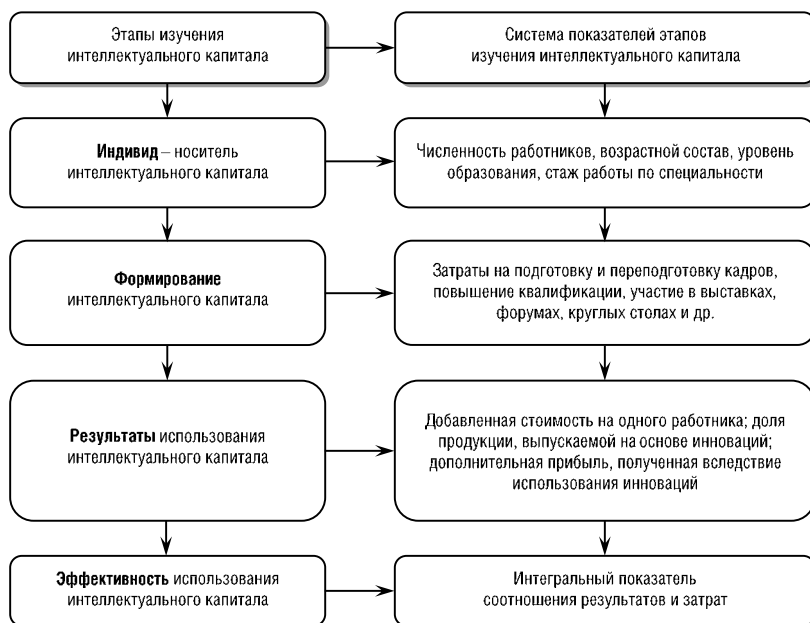 Этапы изучения
интеллектуального капитала
Система показателей этапов
изучения интеллектуального капитала
Индивид – носитель
интеллектуального капитала
Численность работников, возрастной состав, уровень
образования, стаж работы по специальности
Формирование
интеллектуального капитала
Затраты на подготовку и переподготовку кадров,
повышение квалификации, участие в выставках,
форумах, круглых столах и др.
Результаты использования
интеллектуального капитала
Добавленная стоимость на одного работника; доля
продукции, выпускаемой на основе инноваций;
дополнительная прибыль, полученная вследствие
использования инноваций
Эффективность использования
интеллектуального капитала
Интегральный показатель
соотношения результатов и затрат